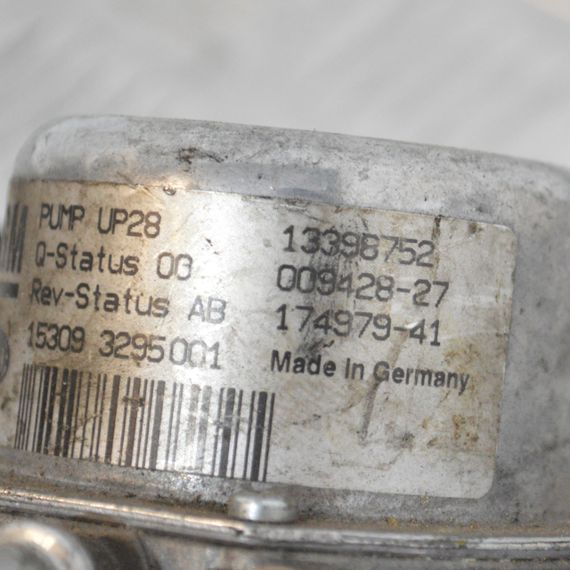 PUMP UP28
Q-Status 00
Rev-Status AB
15309 3295001
13398752
009428-27
174979-41
Made In Germany